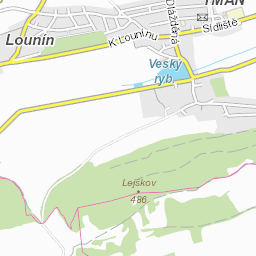 TMAŇ
Lounín
K Lounínu
Dlážděná
Sídliště
Veský
ryb.
Lejškov
486